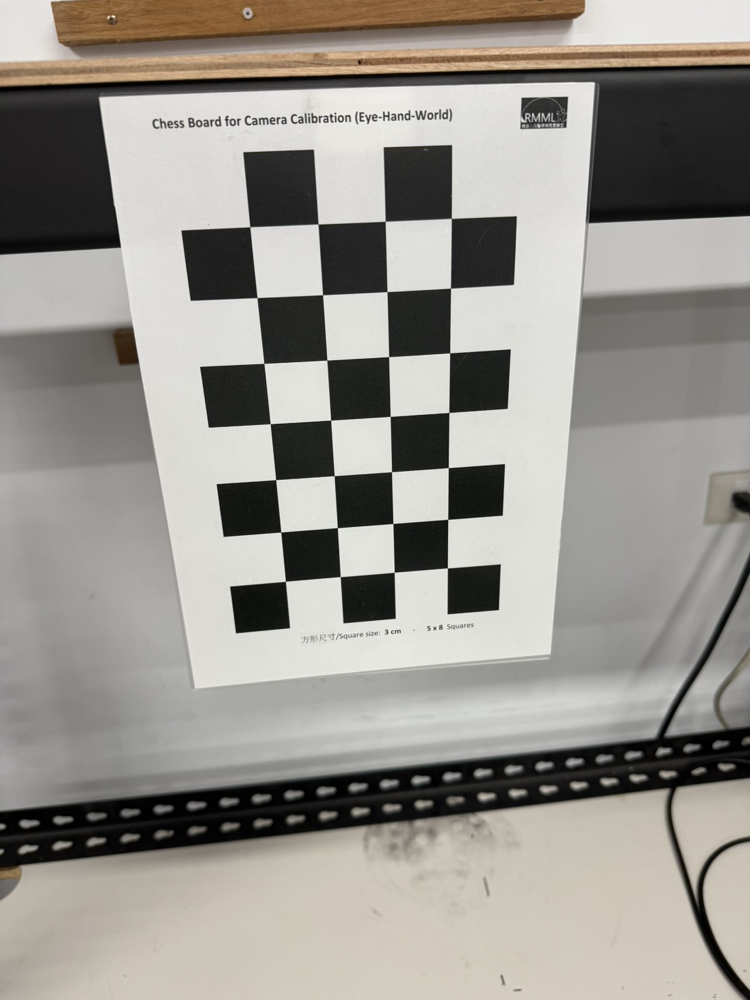 Chess Board for Camera Calibration (Eye-Hand-World)
RMML
方形尺寸/Square size: 3 cm - 5 x 8 Squares